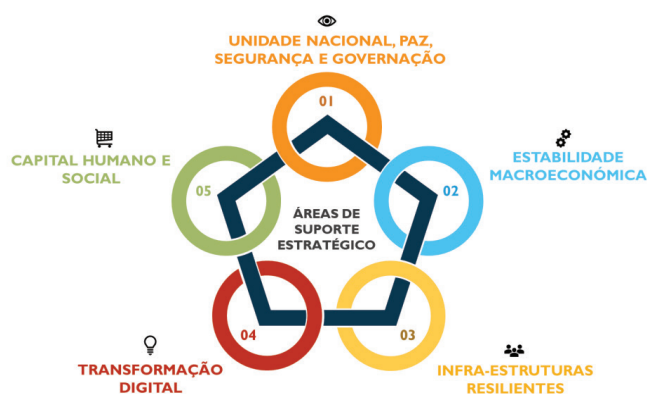 UNIDADE NACIONAL, PAZ,
SEGURANÇA E GOVERNAÇÃO
01
ESTABILIDADE
MACROECONÓMICA
02
INFRA-ESTRUTURAS
RESILIENTES
03
TRANSFORMAÇÃO
DIGITAL
04
CAPITAL HUMANO E
SOCIAL
05
ÁREAS DE
SUPORTE
ESTRATÉGICO